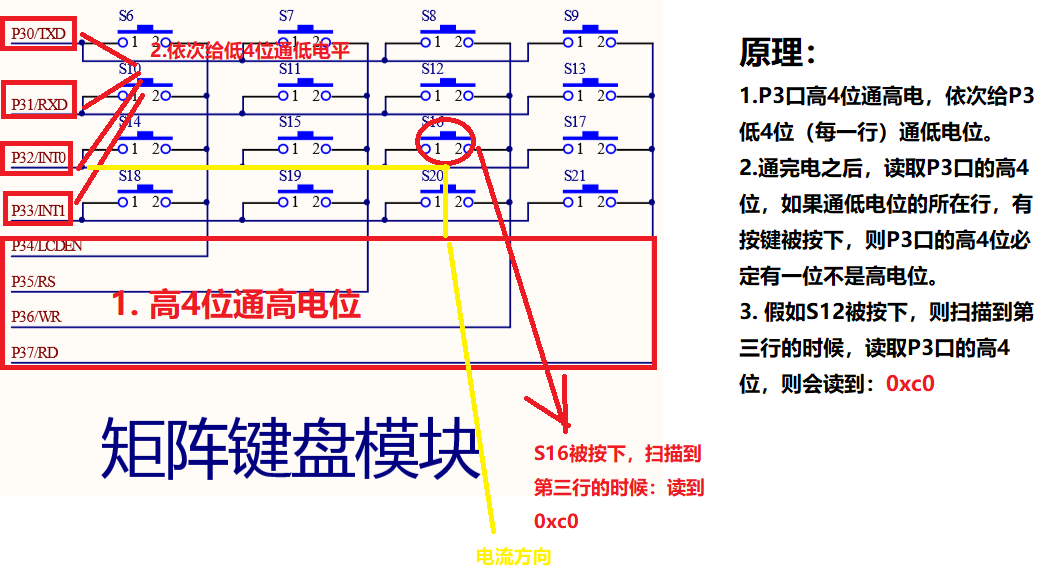 S6 S7 S8 S9
P30/TXD
1 2 1 2 1 2 1 2
2.依次给低4位通低电平
S10 S11 S12 S13
P31/RXD
1 2 1 2 1 2 1 2
S14 S15 S16 S17
P32/INT0
1 2 1 2 1 2 1 2
S18 S19 S20 S21
P33/INT1
1 2 1 2 1 2 1 2
P34/LCDEN
P35/RS
1. 高4位通高电位
P36/WR
P37/RD
矩阵键盘模块
S16被按下，扫描到
第三行的时候：读到
0xc0
电流方向
原理：
1.P3口高4位通高电，依次给P3
低4位（每一行）通低电位。
2.通完电之后，读取P3口的高4
位，如果通低电位的所在行，有
按键被按下，则P3口的高4位必
定有一位不是高电位。
3. 假如S12被按下，则扫描到第
三行的时候，读取P3口的高4
位，则会读到：0xc0